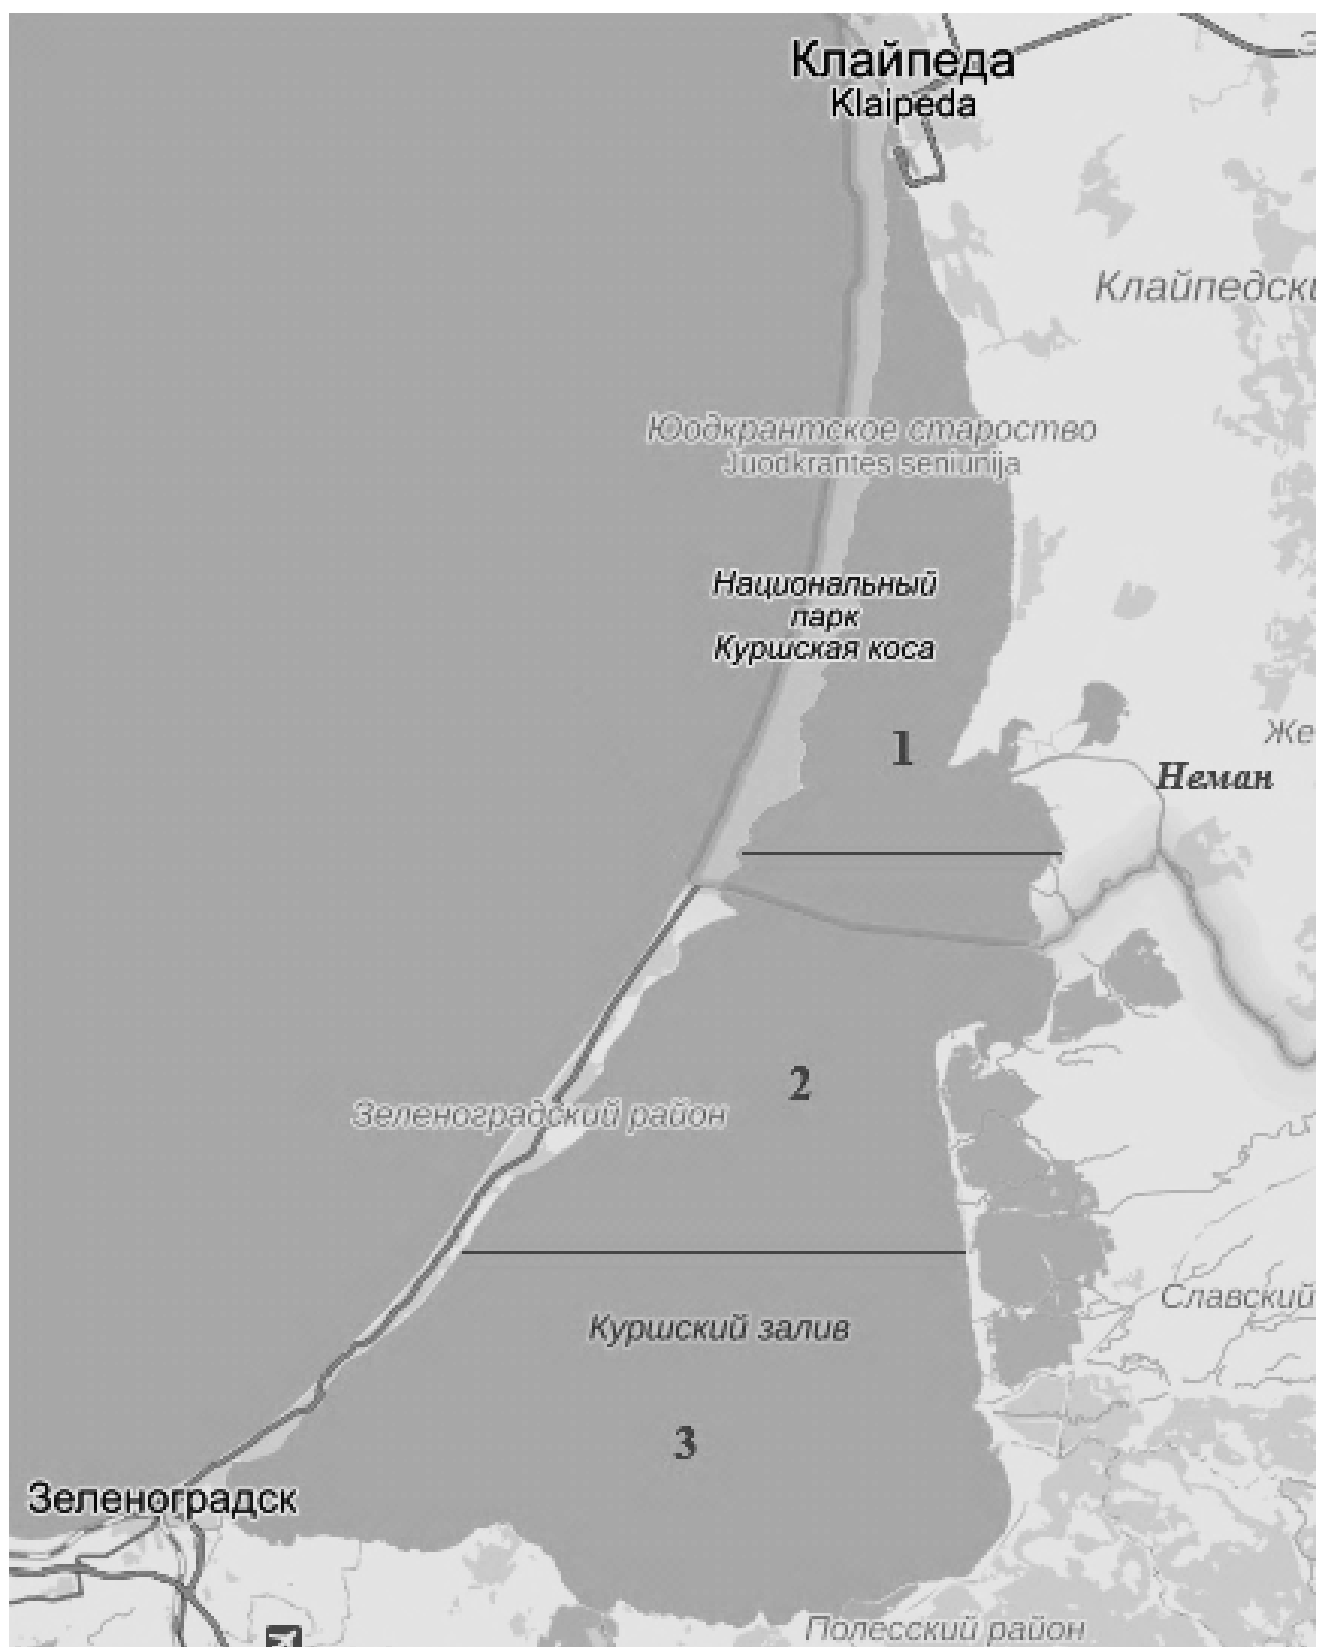 Клайпеда
Klaipeda
Клайпедски
Юодкрантское староство
Juodkrantes seniunija
Национальный
парк
Куршская коса
1
Же
Неман
2
Зеленоградский район
Славский
Куршский залив
3
Зеленоградск
Полесский район